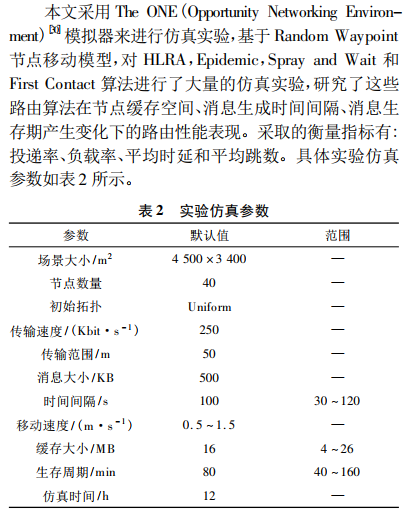 本文采用 The ONE (Opportunity Networking Environ-
ment)[20] 模拟器来进行仿真实验,基于 Random Waypoint
节点移动模型,对 HLRA,Epidemic,Spray and Wait 和
First Contact 算法进行了大量的仿真实验,研究了这些
路由算法在节点缓存空间、消息生成时间间隔、消息生
存期产生变化下的路由性能表现。采取的衡量指标有:
投递率、负载率、平均时延和平均跳数。具体实验仿真
参数如表 2 所示。
表 2 实验仿真参数
参数 默认值 范围
场景大小/m² 4 500×3 400 —
节点数量 40 —
初始拓扑 Uniform —
传输速度/(Kbit·s⁻¹) 250 —
传输范围/m 50 —
消息大小/KB 500 —
时间间隔/s 100 30~120
移动速度/(m·s⁻¹) 0.5~1.5 —
缓存大小/MB 16 4~26
生存周期/min 80 40~160
仿真时间/h 12 —